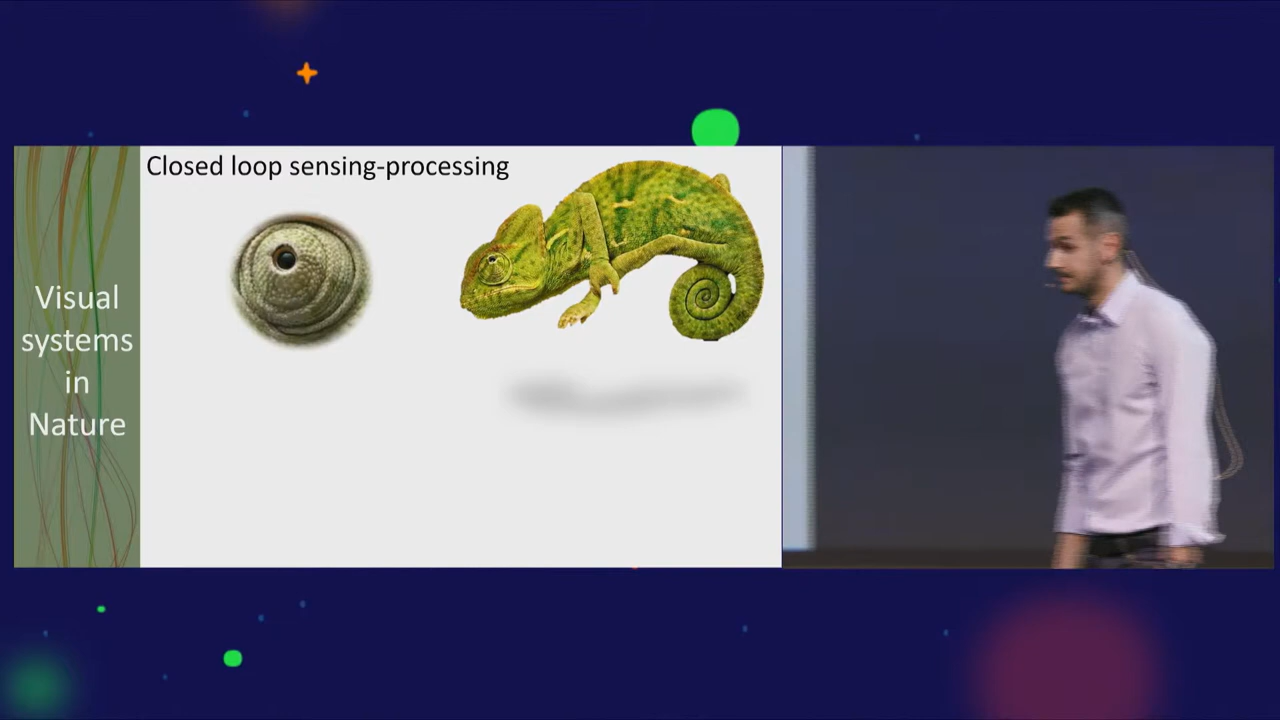 Closed loop sensing-processing
Visual
systems
in
Nature